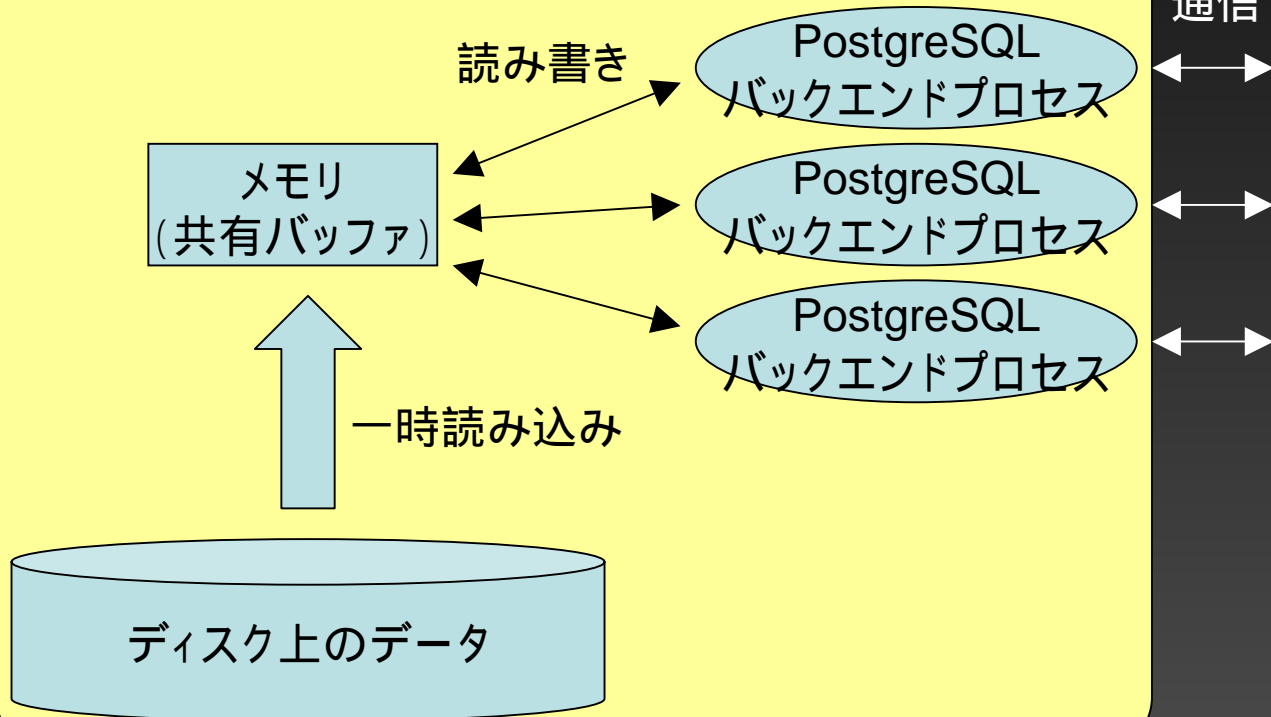 通信
読み書き
PostgreSQL
バックエンドプロセス
メモリ
(共有バッファ)
PostgreSQL
バックエンドプロセス
PostgreSQL
バックエンドプロセス
一時読み込み
ディスク上のデータ